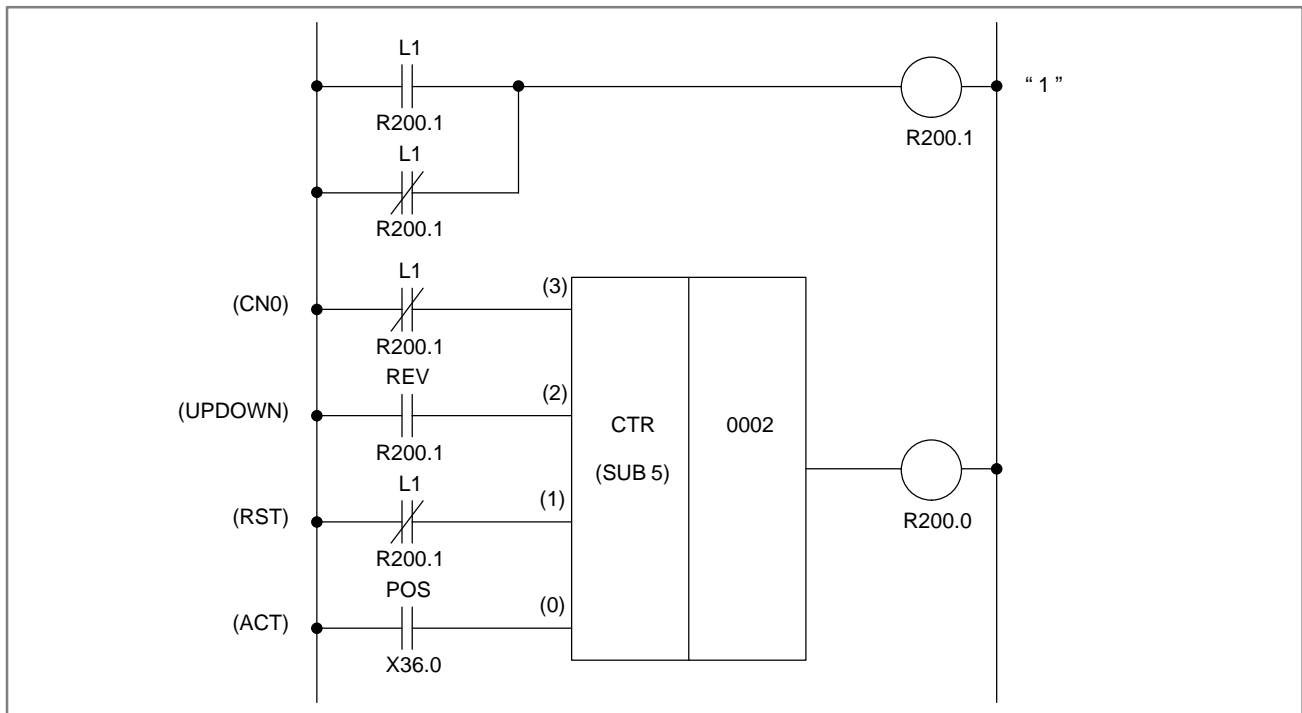 L1
“ 1 ”
R200.1
R200.1
L1
R200.1
L1
(CN0)
(3)
R200.1
REV
(UPDOWN)
(2)
CTR
0002
R200.1
(SUB 5)
L1
(RST)
(1)
R200.0
R200.1
POS
(ACT)
(0)
X36.0